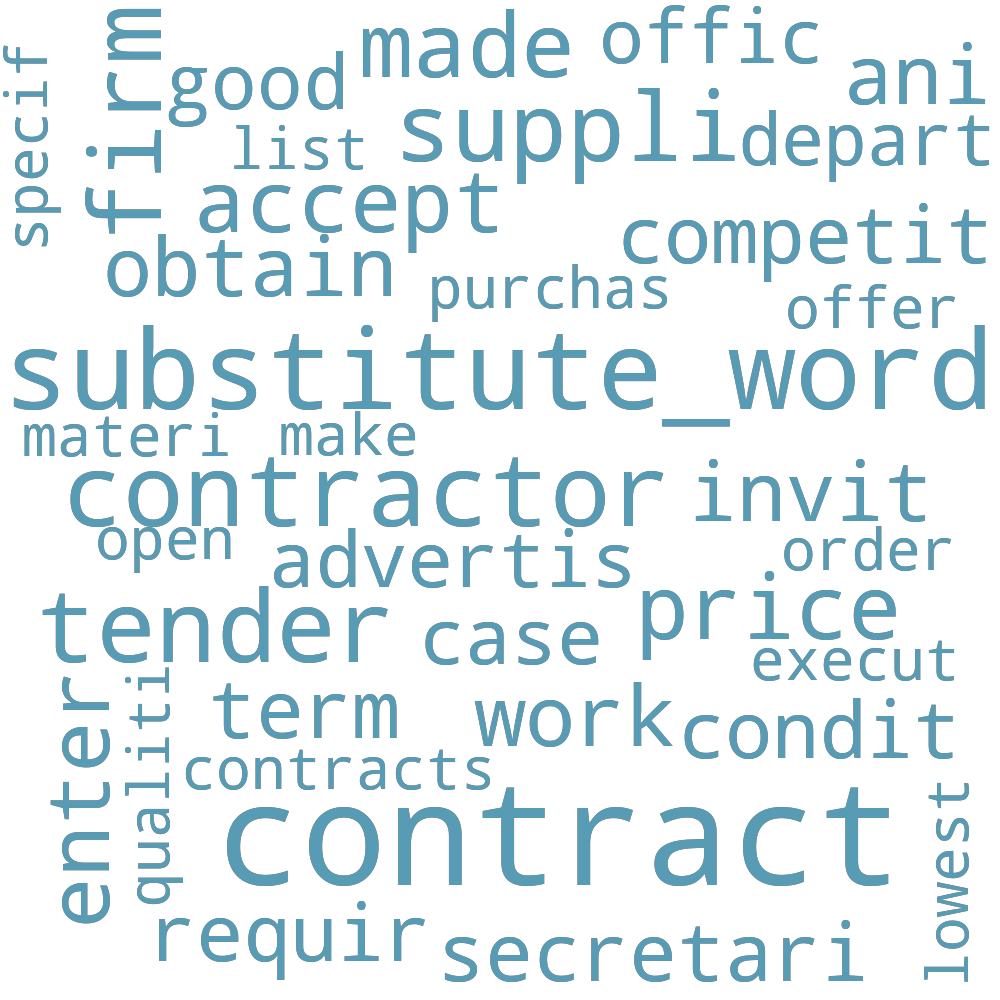 made
offic
specif
firm
good
ani
suppli
depart
list
accept
competit
obtain
purchas
offer
substitute_word
materi
make
contractor
invit
open
advertis
order
tender
case
price
execut
enter
qualiti
term
work
condit
contracts
contract
lowest
requir
secretari